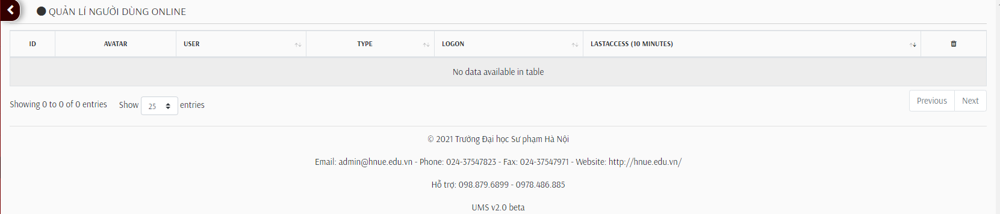 QUẢN LÍ NGƯỜI DÙNG ONLINE
ID AVATAR USER TYPE LOGON LASTACCESS (10 MINUTES)
No data available in table
Showing 0 to 0 of 0 entries Show 25 entries Previous Next
© 2021 Trường Đại học Sư phạm Hà Nội
Email: admin@hnue.edu.vn - Phone: 024-37547823 - Fax: 024-37547971 - Website: http://hnue.edu.vn/
Hỗ trợ: 098.879.6899 - 0978.486.885
UMS v2.0 beta